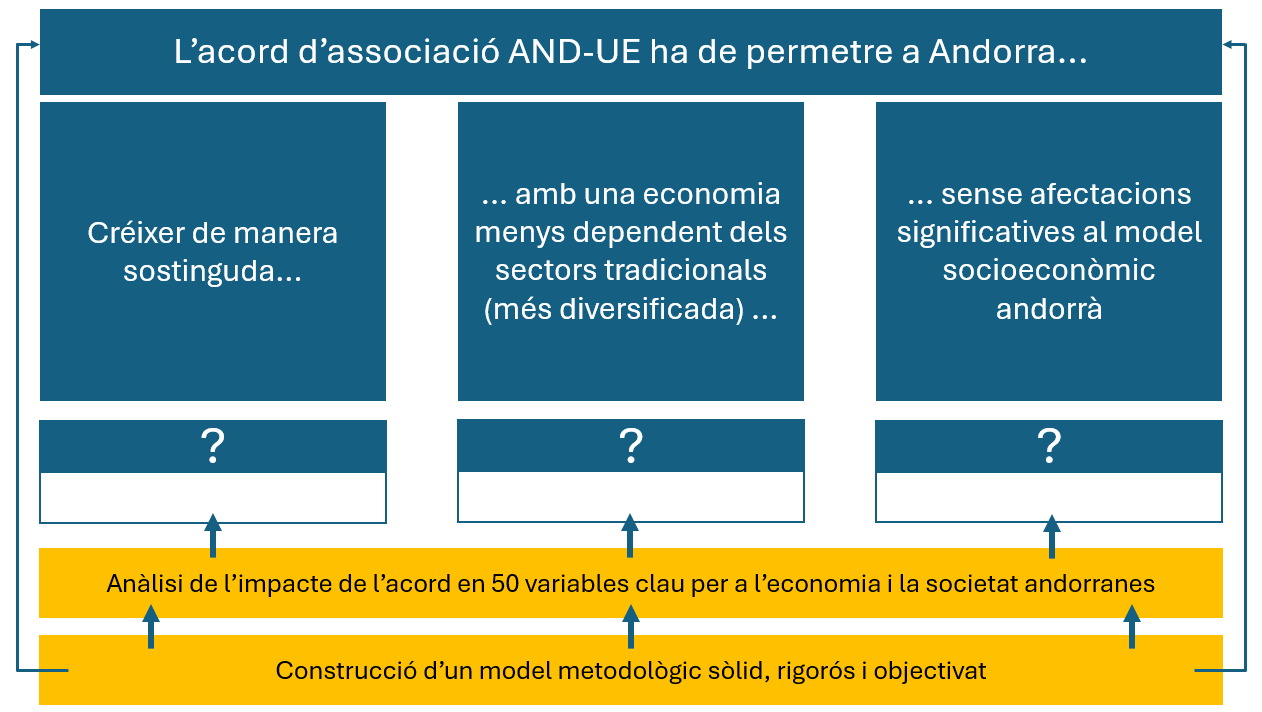 L’acord d’associació AND-UE ha de permetre a Andorra...
Créixer de manera
sostinguda...
... amb una economia
menys dependent dels
sectors tradicionals
(més diversificada) ...
... sense afectacions
significatives al model
socioeconòmic
andorrà
?
?
?
Anàlisi de l’impacte de l’acord en 50 variables clau per a l’economia i la societat andorranes
Construcció d’un model metodològic sòlid, rigorós i objectivat